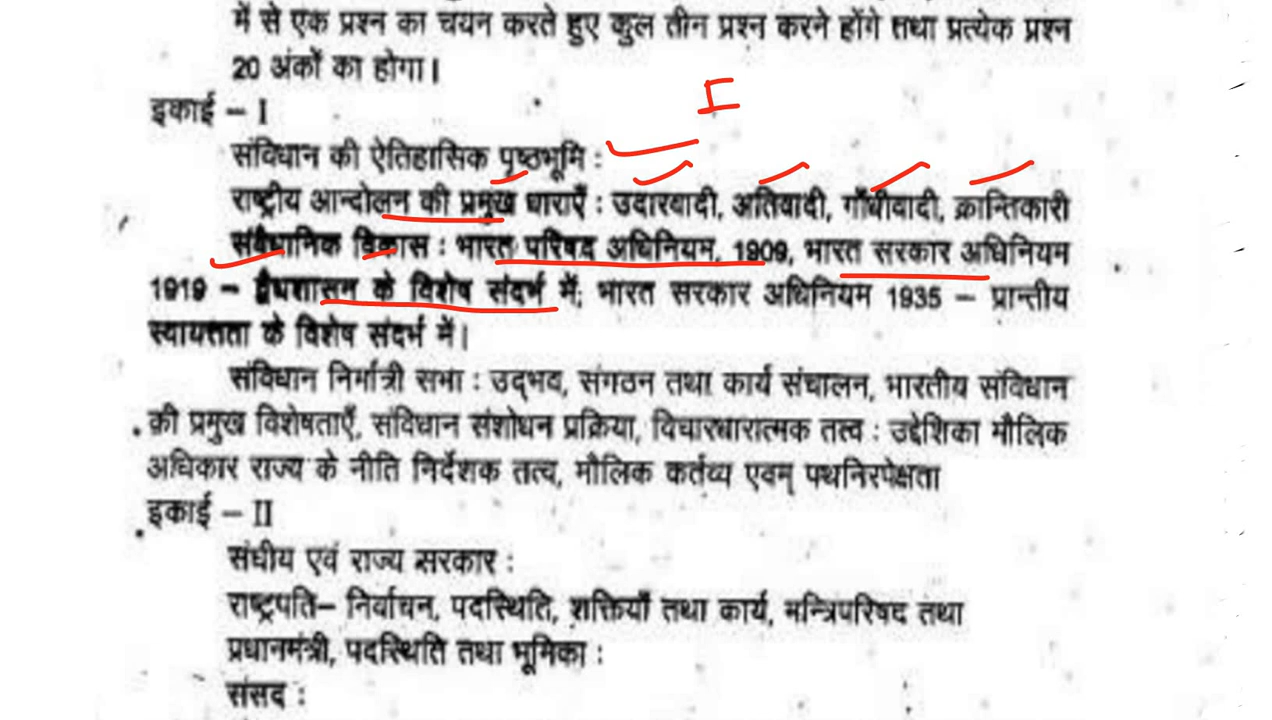 में से एक प्रश्न का चयन करते हुए कुल तीन प्रश्न करने होंगे तथा प्रत्येक प्रश्न
20 अंकों का होगा।
I
इकाई – I
संविधान की ऐतिहासिक पृष्ठभूमि :
राष्ट्रीय आन्दोलन की प्रमुख धाराएँ : उदारवादी, अतिवादी, गाँधीवादी, क्रान्तिकारी
संवैधानिक विकास : भारत परिषद अधिनियम, 1909, भारत सरकार अधिनियम
1919 – द्वैधशासन के विशेष संदर्भ में; भारत सरकार अधिनियम 1935 – प्रान्तीय
स्वायत्तता के विशेष संदर्भ में।
संविधान निर्मात्री सभा : उद्भव, संगठन तथा कार्य संचालन, भारतीय संविधान
की प्रमुख विशेषताएँ, संविधान संशोधन प्रक्रिया, विचारधारात्मक तत्व : उद्देशिका मौलिक
अधिकार राज्य के नीति निर्देशक तत्व, मौलिक कर्तव्य एवम् पथनिरपेक्षता
इकाई – II
संघीय एवं राज्य सरकार :
राष्ट्रपति– निर्वाचन, पदस्थिति, शक्तियाँ तथा कार्य, मन्त्रिपरिषद तथा
प्रधानमंत्री, पदस्थिति तथा भूमिका :
संसद :